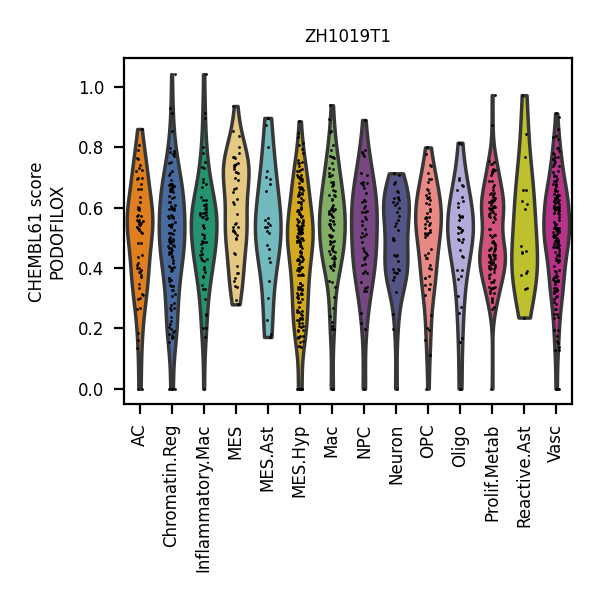 ZH1019T1
CHEMBL61 score
PODOFILOX
1.0
0.8
0.6
0.4
0.2
0.0
AC
Chromatin.Reg
Inflammatory.Mac
MES
MES.Ast
MES.Hyp
Mac
NPC
Neuron
OPC
Oligo
Prolif.Metab
Reactive.Ast
Vasc